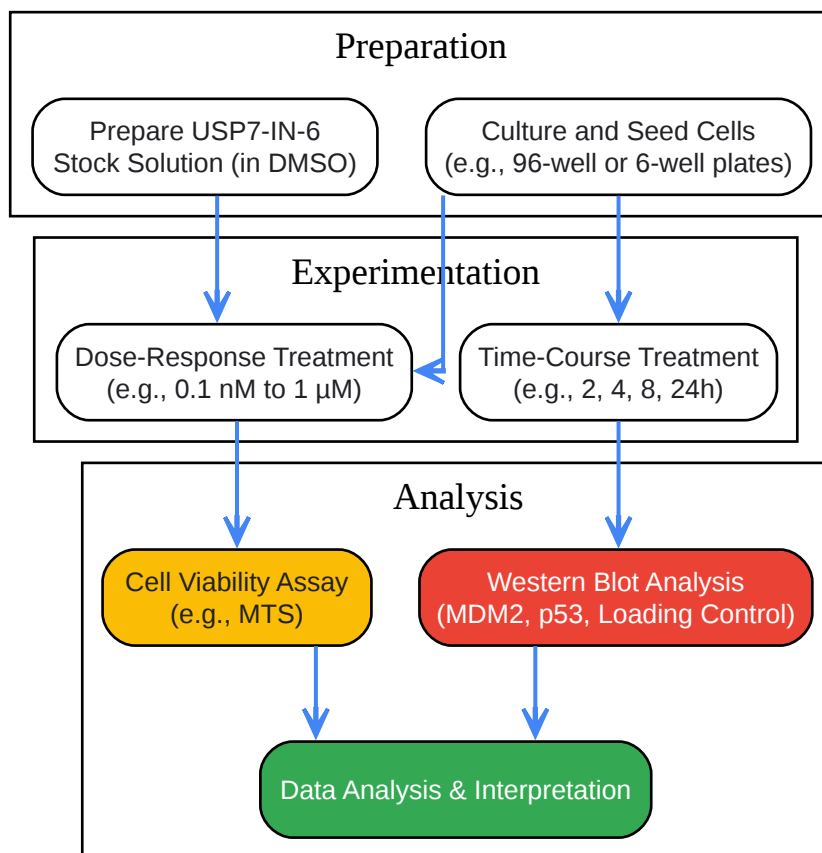 Preparation
Prepare USP7-IN-6
Stock Solution (in DMSO)
Culture and Seed Cells
(e.g., 96-well or 6-well plates)
Experimentation
Dose-Response Treatment
(e.g., 0.1 nM to 1 µM)
Time-Course Treatment
(e.g., 2, 4, 8, 24h)
Analysis
Cell Viability Assay
(e.g., MTS)
Western Blot Analysis
(MDM2, p53, Loading Control)
Data Analysis & Interpretation